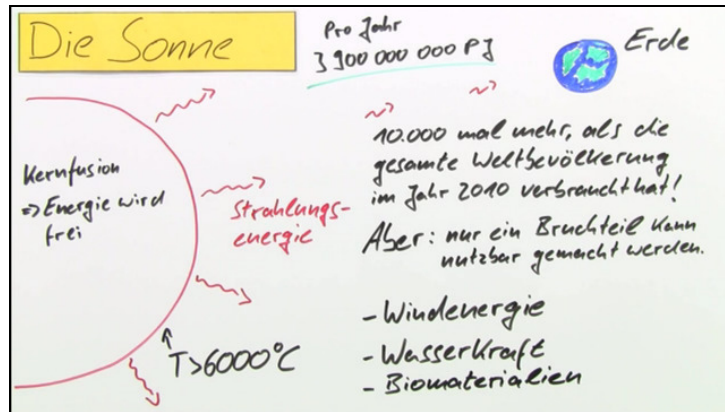 Die Sonne
Pro Jahr
3 900 000 000 PJ
Erde
Kernfusion
⇒ Energie wird
frei
Strahlungs-
energie
T>6000°C
10.000 mal mehr, als die
gesamte Weltbevölkerung
im Jahr 2010 verbraucht hat!
Aber: nur ein Bruchteil kann
nutzbar gemacht werden.
- Windenergie
- Wasserkraft
- Biomaterialien